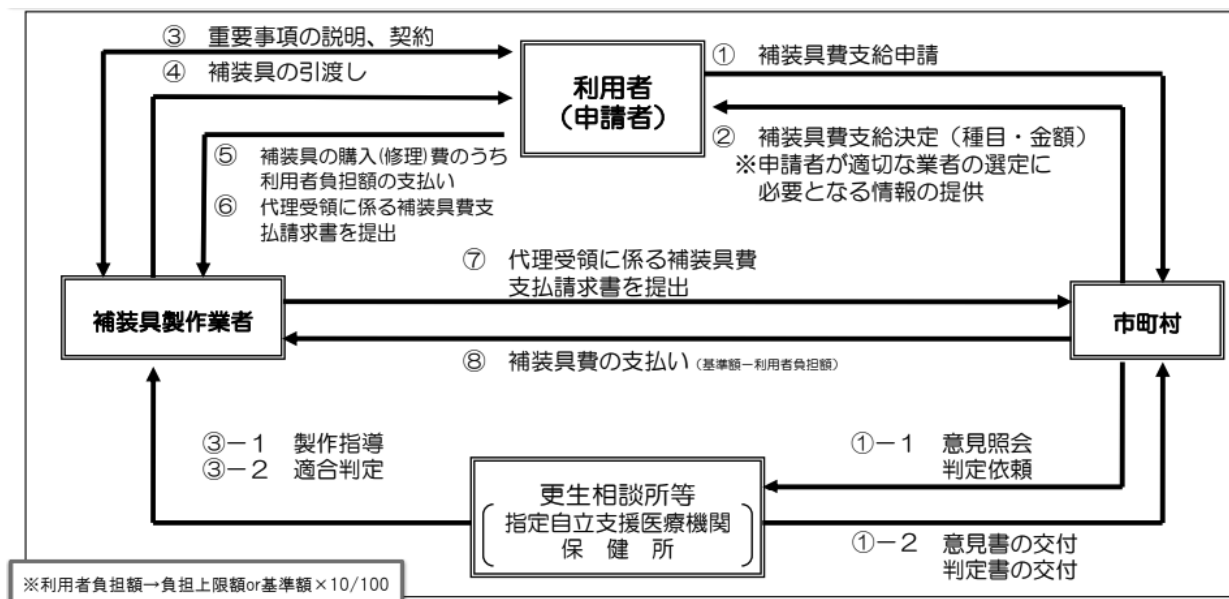 ③　重要事項の説明、契約
④　補装具の引渡し
利用者
（申請者）
①　補装具費支給申請
②　補装具費支給決定（種目・金額）
※申請者が適切な業者の選定に
必要となる情報の提供
⑤　補装具の購入(修理)費のうち
利用者負担額の支払い
⑥　代理受領に係る補装具費支
払請求書を提出
⑦　代理受領に係る補装具費
支払請求書を提出
補装具製作業者
市町村
⑧　補装具費の支払い（基準額－利用者負担額）
③－１　製作指導
③－２　適合判定
①－１　意見照会
判定依頼
更生相談所等
指定自立支援医療機関
保　健　所
①－２　意見書の交付
判定書の交付
※利用者負担額→負担上限額or基準額×10/100